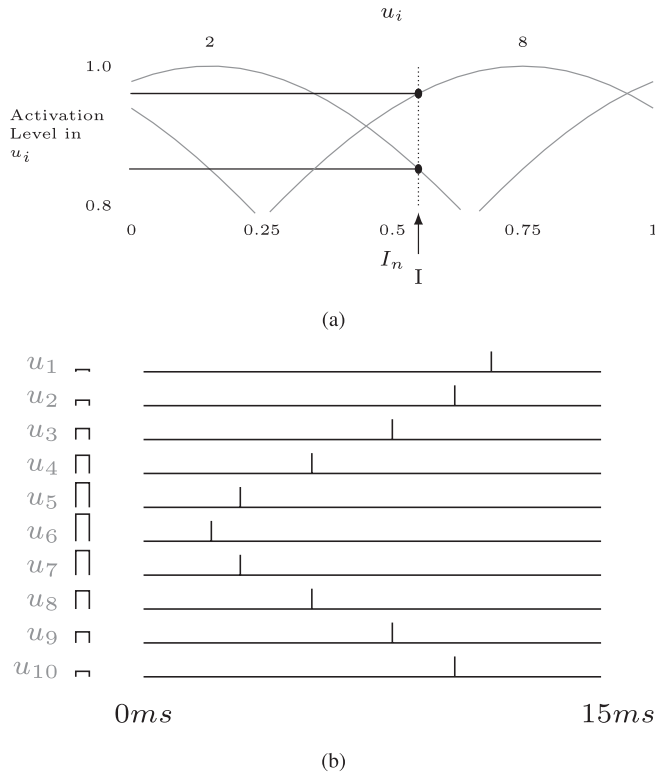 u_i
2 8
1.0
Activation
Level in
u_i
0.8
0 0.25 0.5 0.75 1
I_n
I
(a)
u_1
u_2
u_3
u_4
u_5
u_6
u_7
u_8
u_9
u_10
0ms 15ms
(b)